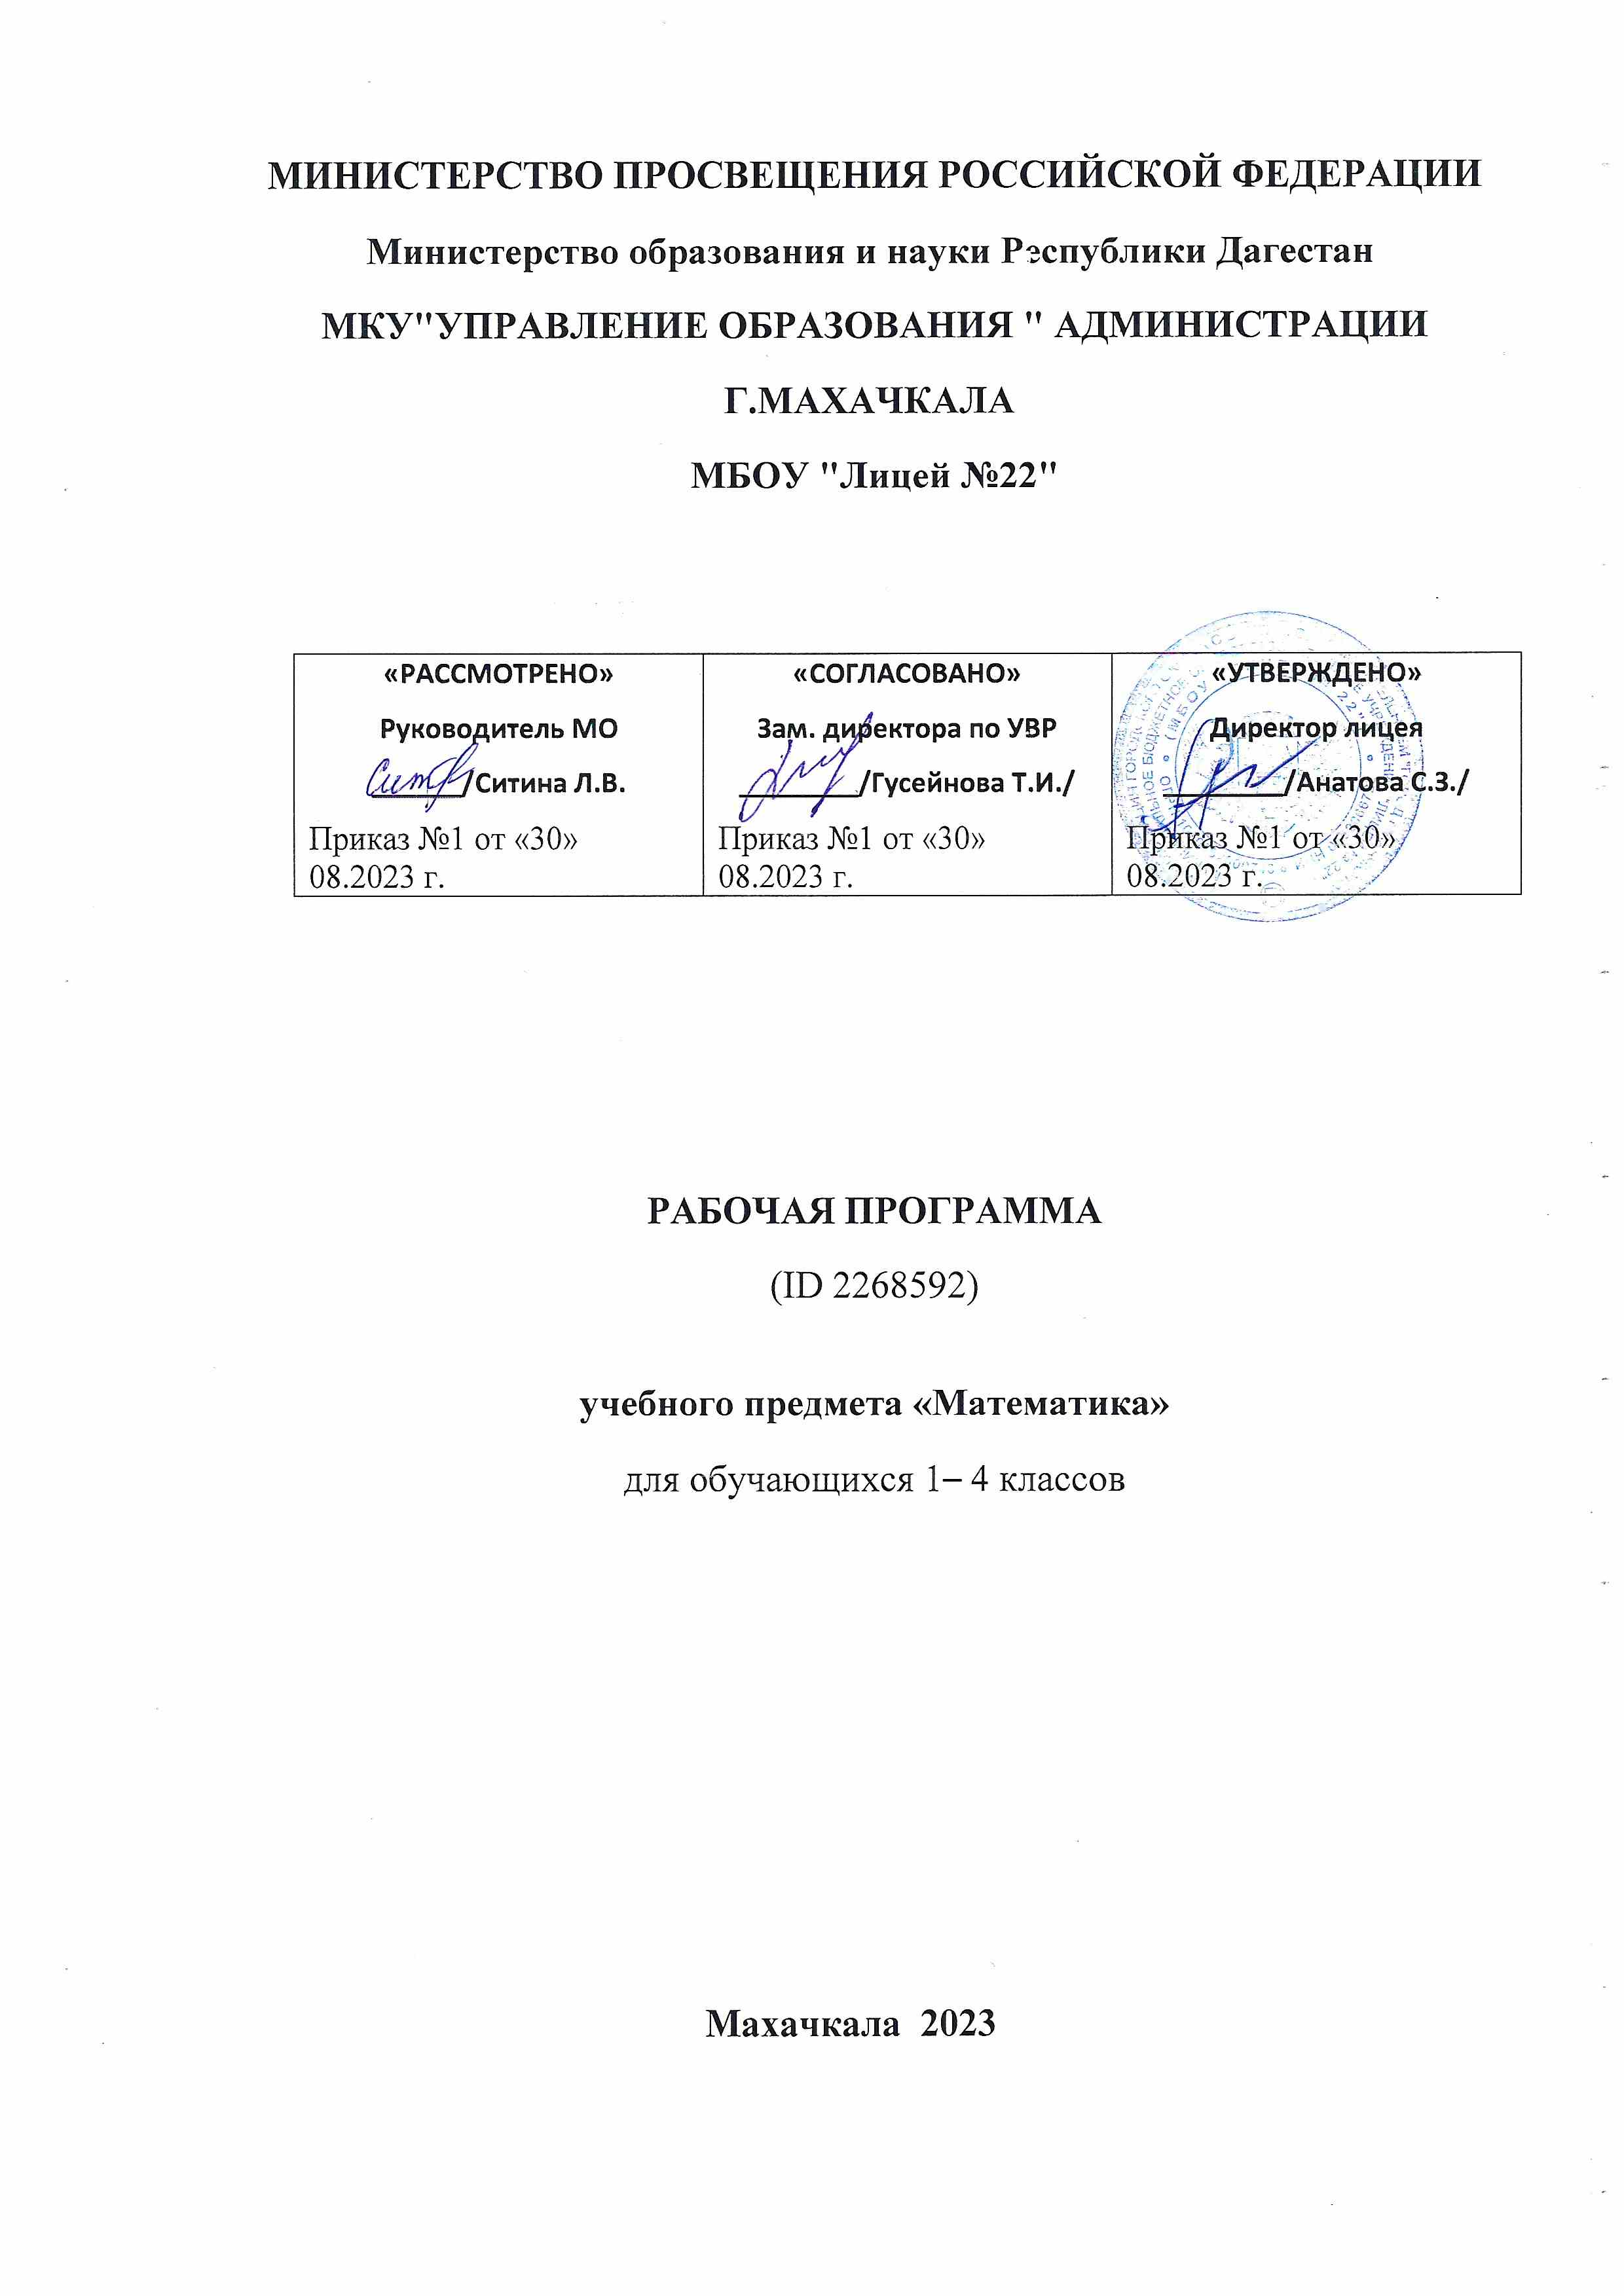 МИНИСТЕРСТВО ПРОСВЕЩЕНИЯ РОССИЙСКОЙ ФЕДЕРАЦИИ
Министерство образования и науки Республики Дагестан
МКУ"УПРАВЛЕНИЕ ОБРАЗОВАНИЯ " АДМИНИСТРАЦИИ
Г.МАХАЧКАЛА
МБОУ "Лицей №22"
«РАССМОТРЕНО»
Руководитель МО
/Ситина Л.В.
Приказ №1 от «30»
08.2023 г.
«СОГЛАСОВАНО»
Зам. директора по УВР
/Гусейнова Т.И./
Приказ №1 от «30»
08.2023 г.
«УТВЕРЖДЕНО»
Директор лицея
/Анатова С.З./
Приказ №1 от «30»
08.2023 г.
РАБОЧАЯ ПРОГРАММА
(ID 2268592)
учебного предмета «Математика»
для обучающихся 1– 4 классов
Махачкала 2023